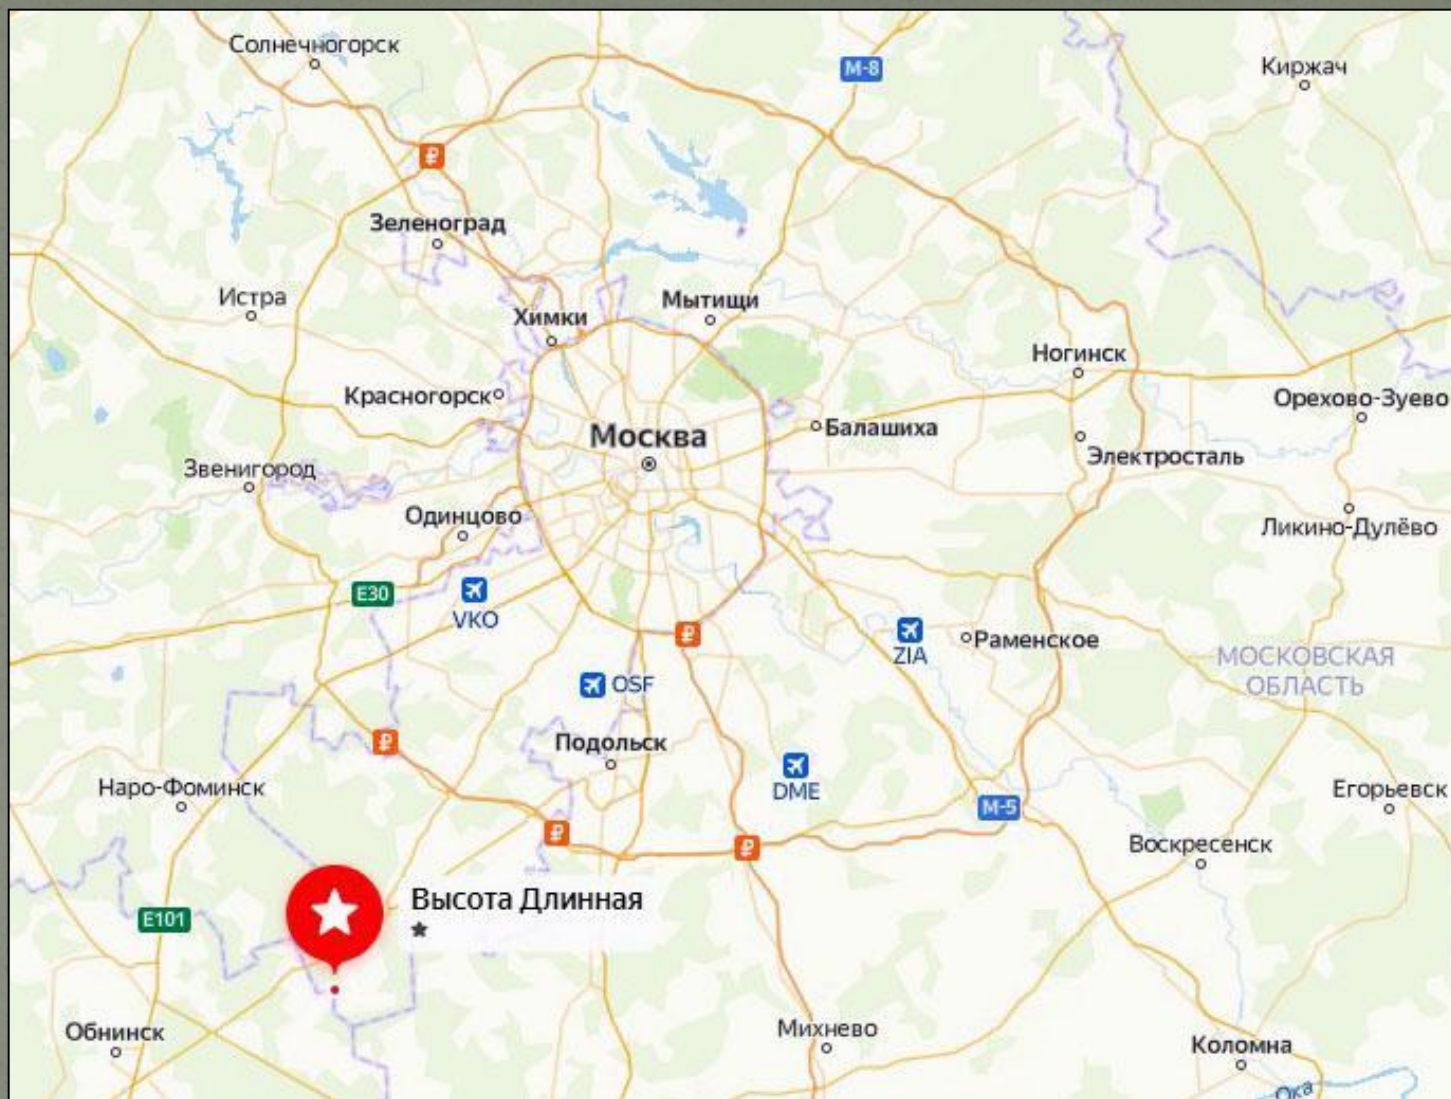 Солнечногорск
М-8
Киржач
₽
Зеленоград
Истра
Мытищи
Химки
Ногинск
Красногорск
Орехово-Зуево
Балашиха
Москва
Электросталь
Звенигород
Одинцово
Ликино-Дулёво
E30
VKO
₽
ZIA
Раменское
МОСКОВСКАЯ
ОБЛАСТЬ
OSF
₽
Подольск
DME
Наро-Фоминск
Егорьевск
М-5
₽
₽
Воскресенск
Высота Длинная
E101
Обнинск
Михнево
Коломна
Ока